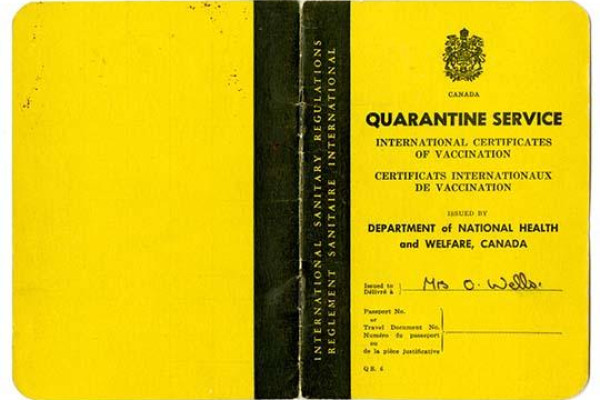 INTERNATIONAL SANITARY REGULATIONS
REGLEMENT SANITAIRE INTERNATIONAL
CANADA
QUARANTINE SERVICE
INTERNATIONAL CERTIFICATES
OF VACCINATION
CERTIFICATS INTERNATIONAUX
DE VACCINATION
ISSUED BY
DEPARTMENT of NATIONAL HEALTH
and WELFARE, CANADA
Issued to
Délivré à
Mrs O. Wells.
Passport No.
or
Travel Document No.
Numéro du passeport
ou
de la pièce justificative
Q R. 6